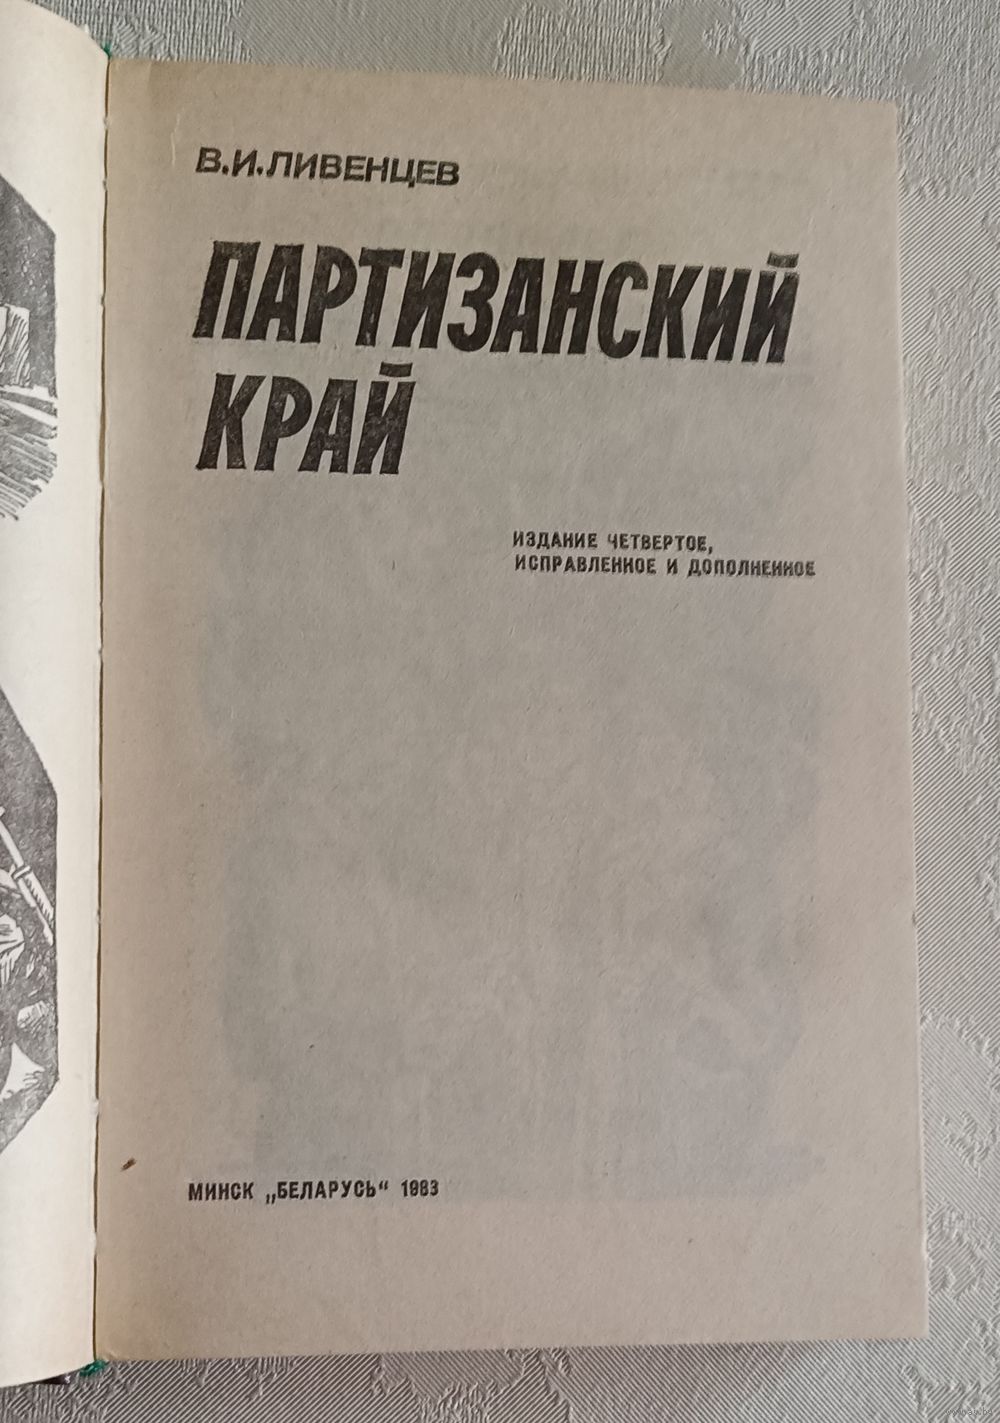 В.И.ЛИВЕНЦЕВ
ПАРТИЗАНСКИЙ
КРАЙ
ИЗДАНИЕ ЧЕТВЕРТОЕ,
ИСПРАВЛЕННОЕ И ДОПОЛНЕННОЕ
МИНСК „БЕЛАРУСЬ“ 1983